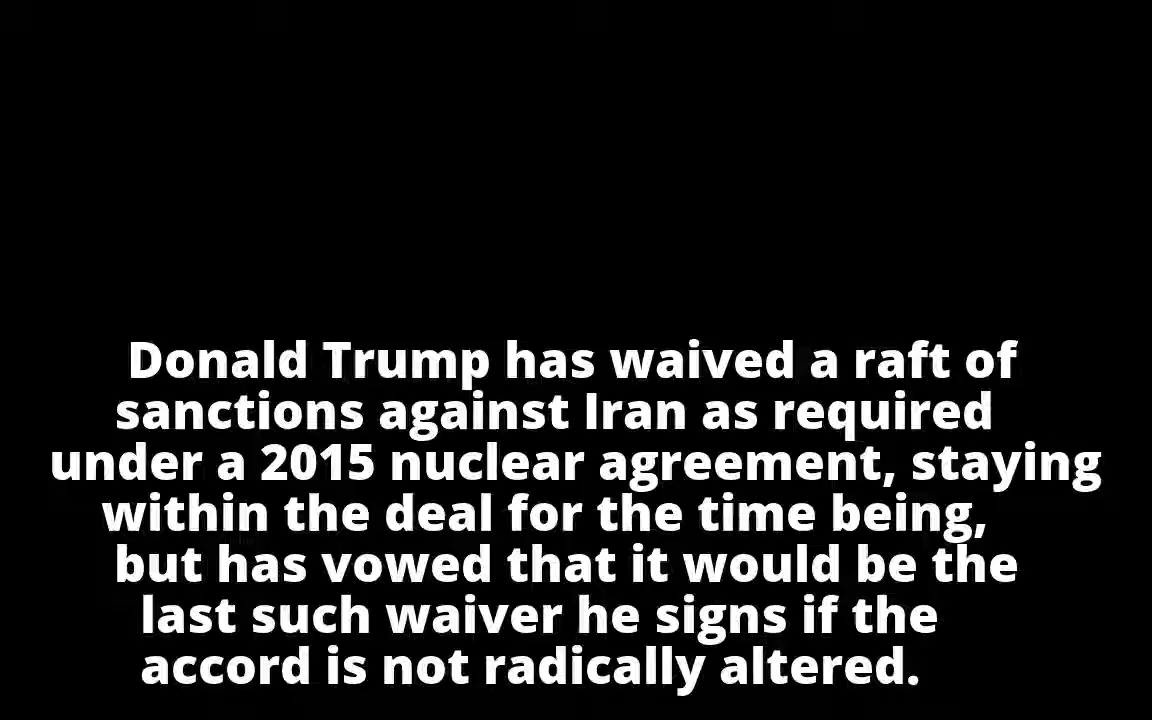 Donald Trump has waived a raft of
sanctions against Iran as required
under a 2015 nuclear agreement, staying
within the deal for the time being,
but has vowed that it would be the
last such waiver he signs if the
accord is not radically altered.